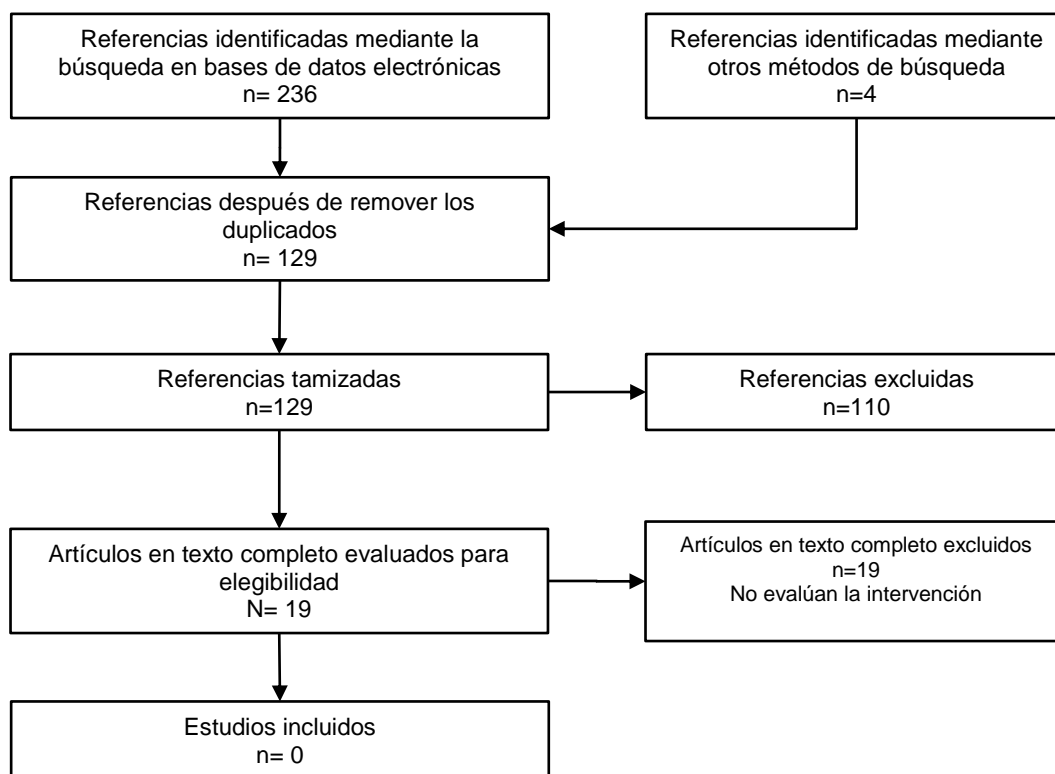 Referencias identificadas mediante la
búsqueda en bases de datos electrónicas
n= 236
Referencias identificadas mediante
otros métodos de búsqueda
n=4
Referencias después de remover los
duplicados
n= 129
Referencias tamizadas
n=129
Referencias excluidas
n=110
Artículos en texto completo evaluados para
elegibilidad
N= 19
Artículos en texto completo excluidos
n=19
No evalúan la intervención
Estudios incluidos
n= 0